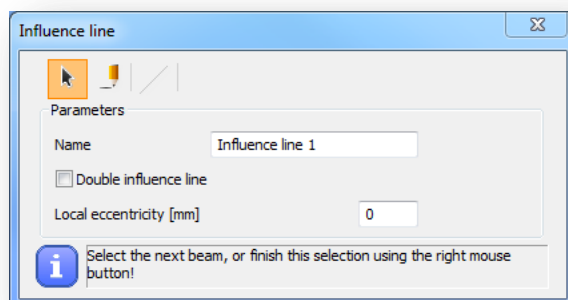 Influence line
Parameters
Name Influence line 1
Double influence line
Local eccentricity [mm] 0
Select the next beam, or finish this selection using the right mouse
button!